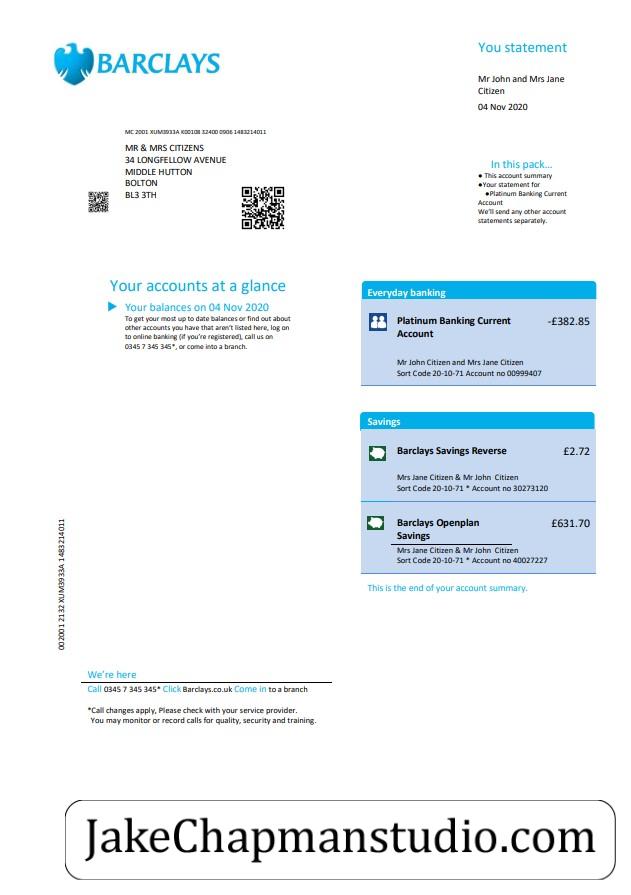 BARCLAYS
You statement
Mr John and Mrs Jane
Citizen
04 Nov 2020
MC 2001 XUM3933A K00108 32400 0906 1483214011
MR & MRS CITIZENS
34 LONGFELLOW AVENUE
MIDDLE HUTTON
BOLTON
BL3 3TH
In this pack...
● This account summary
●Your statement for
●Platinum Banking Current
Account
We'll send any other account
statements separately.
Your accounts at a glance
Your balances on 04 Nov 2020
To get your most up to date balances or find out about
other accounts you have that aren't listed here, log on
to online banking (if you're registered), call us on
0345 7 345 345*, or come into a branch.
Everyday banking
Platinum Banking Current -£382.85
Account
Mr John Citizen and Mrs Jane Citizen
Sort Code 20-10-71 Account no 00999407
Savings
Barclays Savings Reverse £2.72
Mrs Jane Citizen & Mr John Citizen
Sort Code 20-10-71 * Account no 30273120
Barclays Openplan £631.70
Savings
Mrs Jane Citizen & Mr John Citizen
Sort Code 20-10-71 * Account no 40027227
This is the end of your account summary.
002001 2132 XUM3933A 1483214011
We're here
Call 0345 7 345 345* Click Barclays.co.uk Come in to a branch
*Call changes apply, Please check with your service provider.
You may monitor or record calls for quality, security and training.
JakeChapmanstudio.com